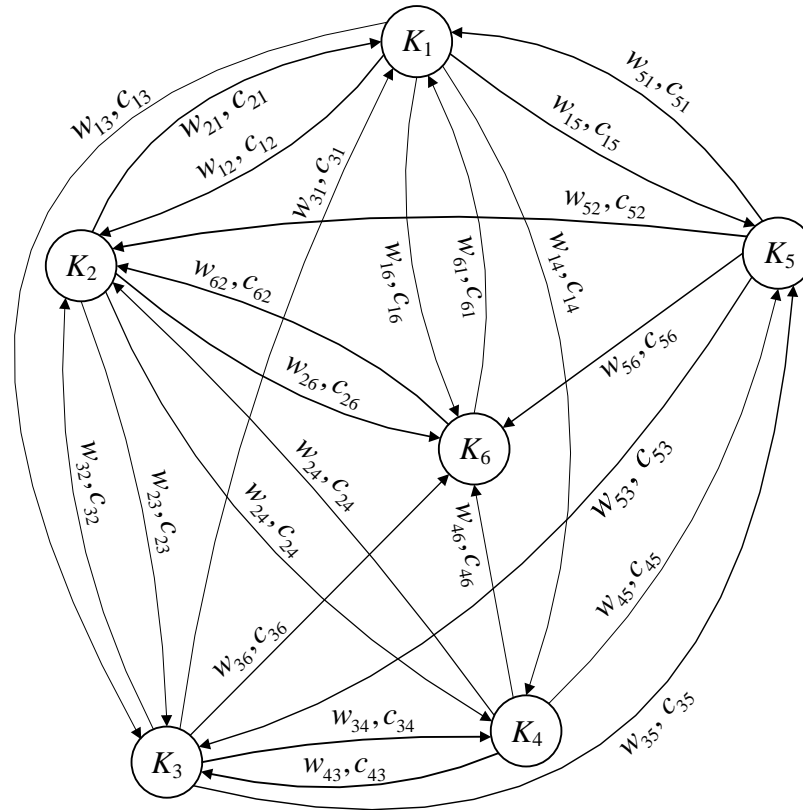 K₁
w₁₃, c₁₃
w₂₁, c₂₁
w₁₂, c₁₂
w₃₁, c₃₁
w₁₅, c₁₅
w₅₁, c₅₁
w₅₂, c₅₂
K₂
K₅
w₆₂, c₆₂
w₁₆, c₁₆
w₆₁, c₆₁
w₁₄, c₁₄
w₅₆, c₅₆
w₂₆, c₂₆
K₆
w₃₂, c₃₂
w₂₃, c₂₃
w₂₄, c₂₄
w₂₄, c₂₄
w₄₆, c₄₆
w₅₃, c₅₃
w₄₅, c₄₅
w₃₆, c₃₆
w₃₄, c₃₄
w₃₅, c₃₅
K₃
K₄
w₄₃, c₄₃